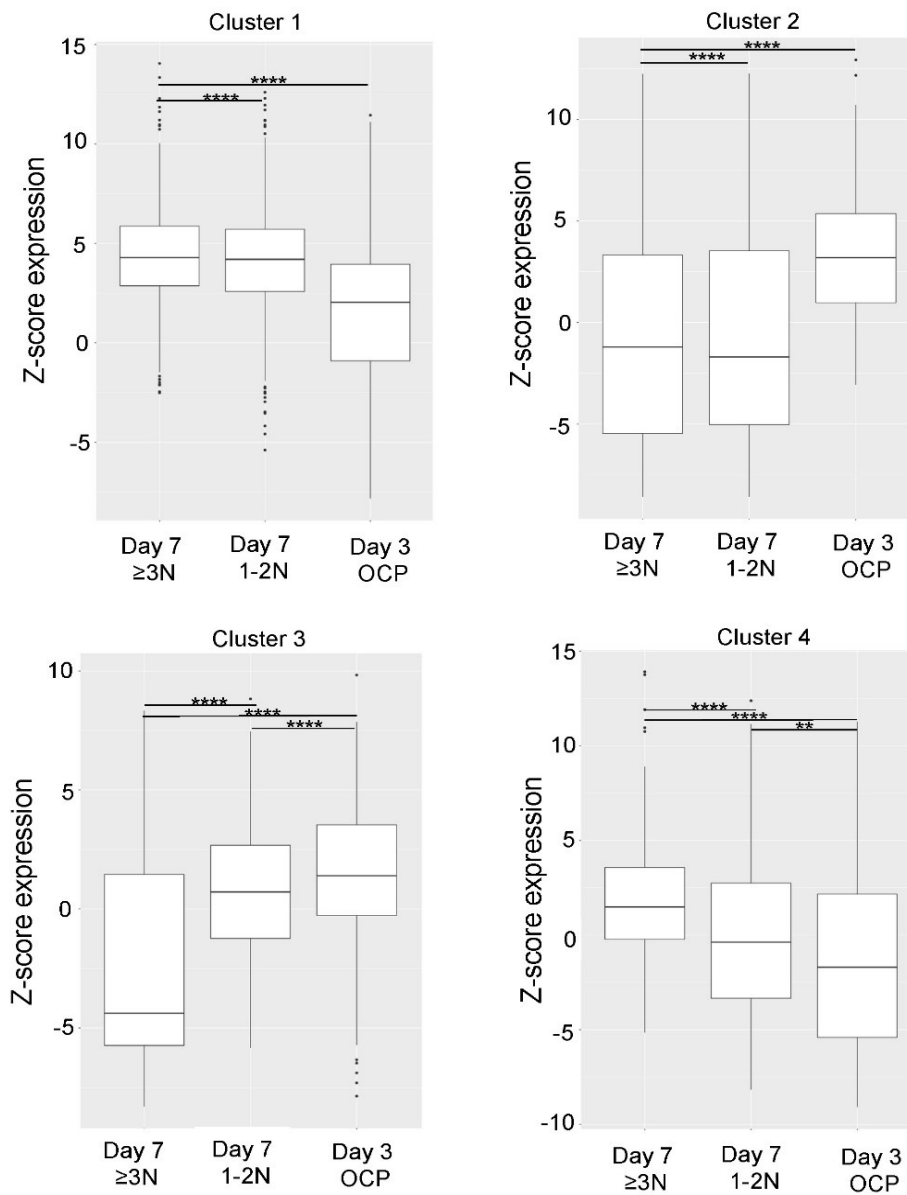 Cluster 1
Z-score expression
15
10
5
0
-5
****
****
Day 7
≥3N
Day 7
1-2N
Day 3
OCP
Cluster 2
Z-score expression
10
5
0
-5
****
****
Day 7
≥3N
Day 7
1-2N
Day 3
OCP
Cluster 3
Z-score expression
10
5
0
-5
****
****
****
Day 7
≥3N
Day 7
1-2N
Day 3
OCP
Cluster 4
Z-score expression
15
10
5
0
-5
-10
****
****
**
Day 7
≥3N
Day 7
1-2N
Day 3
OCP